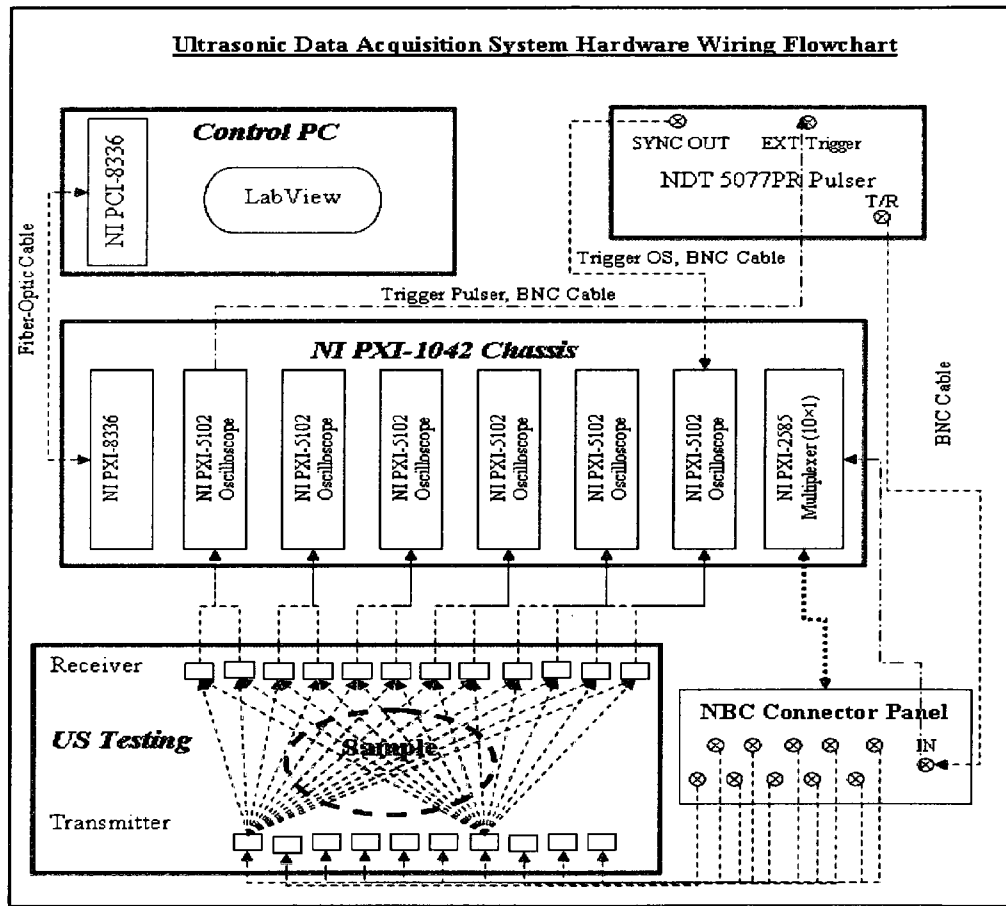 Ultrasonic Data Acquisition System Hardware Wiring Flowchart
Control PC
NI PCI-8336
LabView
SYNC OUT
EXT Trigger
NDT 5077PR Pulser
T/R
Fiber-Optic Cable
Trigger OS, BNC Cable
Trigger Pulser, BNC Cable
BNC Cable
NI PXI-1042 Chassis
NI PXI-8336
NI PXI-5102
Oscilloscope
NI PXI-5102
Oscilloscope
NI PXI-5102
Oscilloscope
NI PXI-5102
Oscilloscope
NI PXI-5102
Oscilloscope
NI PXI-5102
Oscilloscope
NI PXI-2585
Multiplexer (10×1)
Receiver
US Testing
Sample
Transmitter
NBC Connector Panel
IN